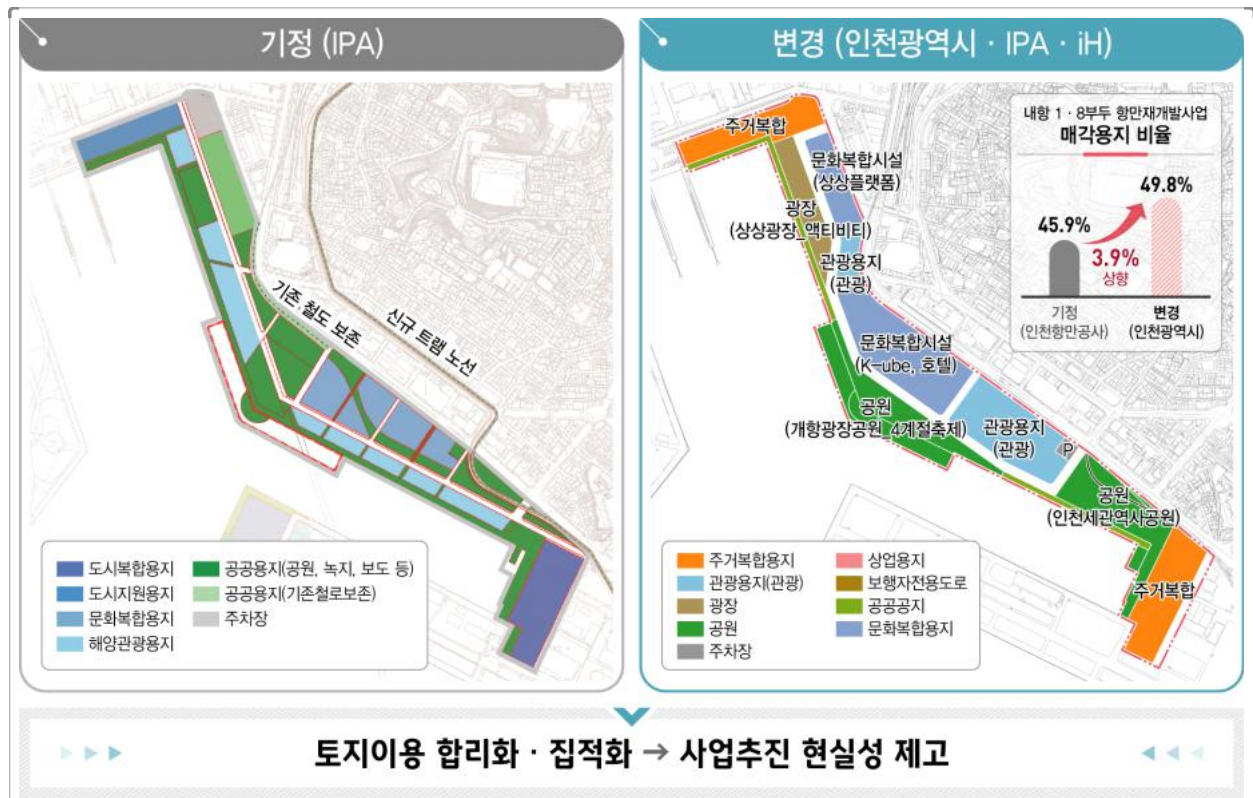 기정 (IPA)
기존 철도 보존
신규 트램 노선
도시복합용지
도시지원용지
문화복합용지
해양관광용지
공공용지(공원, 녹지, 보도 등)
공공용지(기존철로보존)
주차장
변경 (인천광역시 · IPA · iH)
주거복합
문화복합시설
(상상플랫폼)
광장
(상상광장_액티비티)
관광용지
(관광)
문화복합시설
(K-ube, 호텔)
공원
(개항광장공원_4계절축제)
관광용지
(관광)
P
공원
(인천세관역사공원)
주거복합
내항 1 · 8부두 항만재개발사업
매각용지 비율
49.8%
45.9%
3.9%
상향
기정
(인천항만공사)
변경
(인천광역시)
주거복합용지
관광용지(관광)
광장
공원
주차장
상업용지
보행자전용도로
공공공지
문화복합용지
토지이용 합리화 · 집적화 → 사업추진 현실성 제고